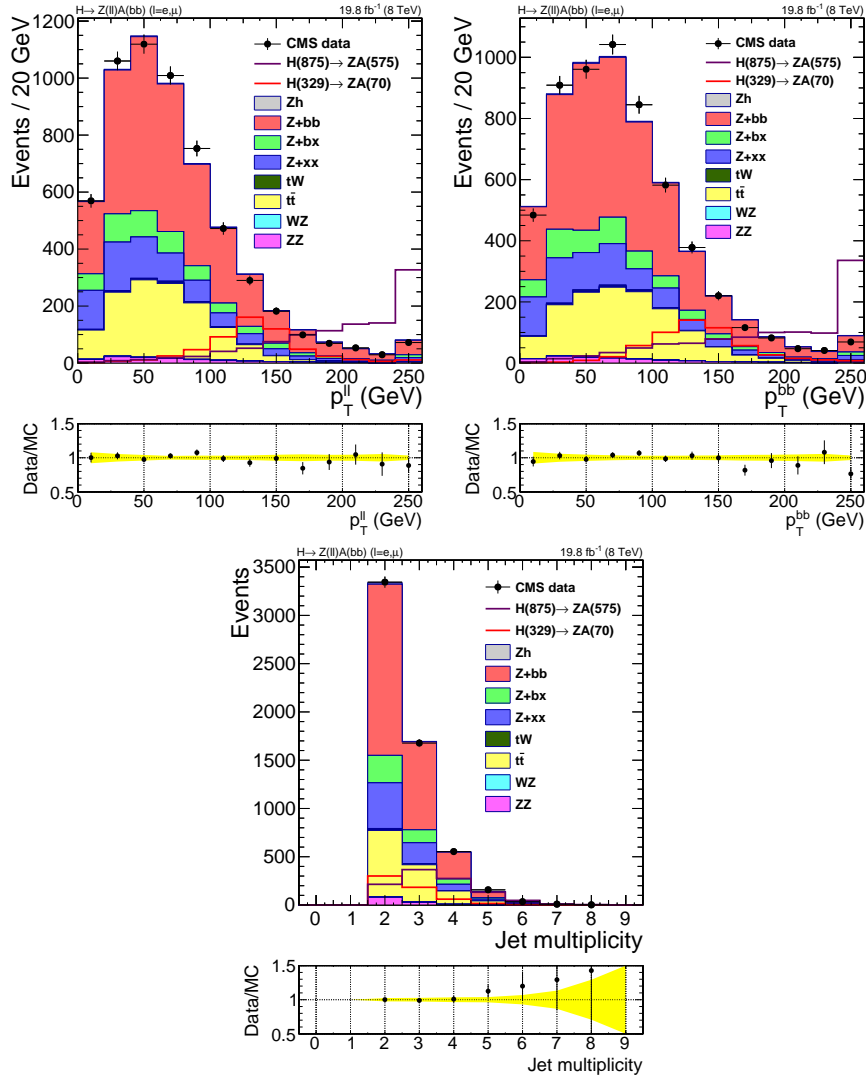 H→ Z(ll)A(bb) (l=e,μ) 19.8 fb⁻¹ (8 TeV)
Events / 20 GeV
1200
1000
800
600
400
200
0
CMS data
H(875)→ ZA(575)
H(329)→ ZA(70)
Zh
Z+bb
Z+bx
Z+xx
tW
tt̄
WZ
ZZ
0 50 100 150 200 250
p_T^ll (GeV)
Data/MC
1.5
1
0.5
0 50 100 150 200 250
p_T^ll (GeV)
H→ Z(ll)A(bb) (l=e,μ) 19.8 fb⁻¹ (8 TeV)
Events / 20 GeV
1000
800
600
400
200
0
CMS data
H(875)→ ZA(575)
H(329)→ ZA(70)
Zh
Z+bb
Z+bx
Z+xx
tW
tt̄
WZ
ZZ
0 50 100 150 200 250
p_T^bb (GeV)
Data/MC
1.5
1
0.5
0 50 100 150 200 250
p_T^bb (GeV)
H→ Z(ll)A(bb) (l=e,μ) 19.8 fb⁻¹ (8 TeV)
Events
3500
3000
2500
2000
1500
1000
500
0
CMS data
H(875)→ ZA(575)
H(329)→ ZA(70)
Zh
Z+bb
Z+bx
Z+xx
tW
tt̄
WZ
ZZ
0 1 2 3 4 5 6 7 8 9
Jet multiplicity
Data/MC
1.5
1
0.5
0 1 2 3 4 5 6 7 8 9
Jet multiplicity